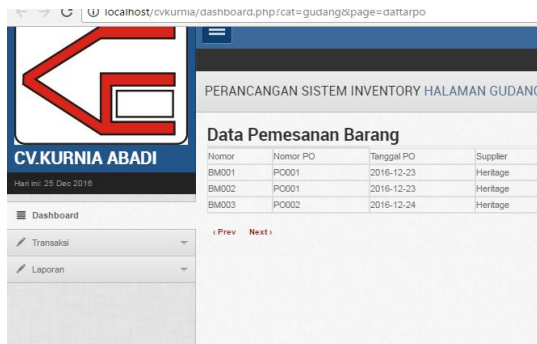 localhost/cvkurnia/dashboard.php?cat=gudang&page=daftarpo
PERANCANGAN SISTEM INVENTORY HALAMAN GUDANG
CV.KURNIA ABADI
Hari ini: 25 Dec 2016
Dashboard
Transaksi
Laporan
Data Pemesanan Barang
Nomor Nomor PO Tanggal PO Supplier
BM001 PO001 2016-12-23 Heritage
BM002 PO001 2016-12-23 Heritage
BM003 PO002 2016-12-24 Heritage
‹ Prev Next ›